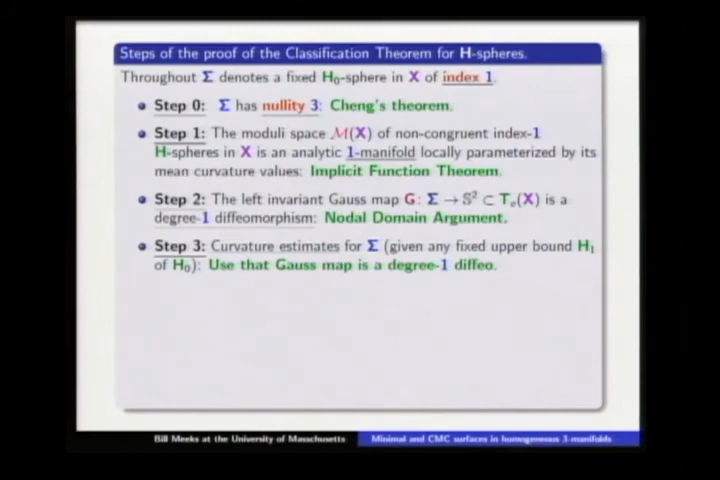 Steps of the proof of the Classification Theorem for H-spheres.
Throughout Σ denotes a fixed H₀-sphere in X of index 1.
Step 0: Σ has nullity 3: Cheng's theorem.
Step 1: The moduli space M(X) of non-congruent index-1
H-spheres in X is an analytic 1-manifold locally parameterized by its
mean curvature values: Implicit Function Theorem.
Step 2: The left invariant Gauss map G: Σ → S² ⊂ Tₑ(X) is a
degree-1 diffeomorphism: Nodal Domain Argument.
Step 3: Curvature estimates for Σ (given any fixed upper bound H₁
of H₀): Use that Gauss map is a degree-1 diffeo.
Bill Meeks at the University of Massachusetts Minimal and CMC surfaces in homogeneous 3-manifolds